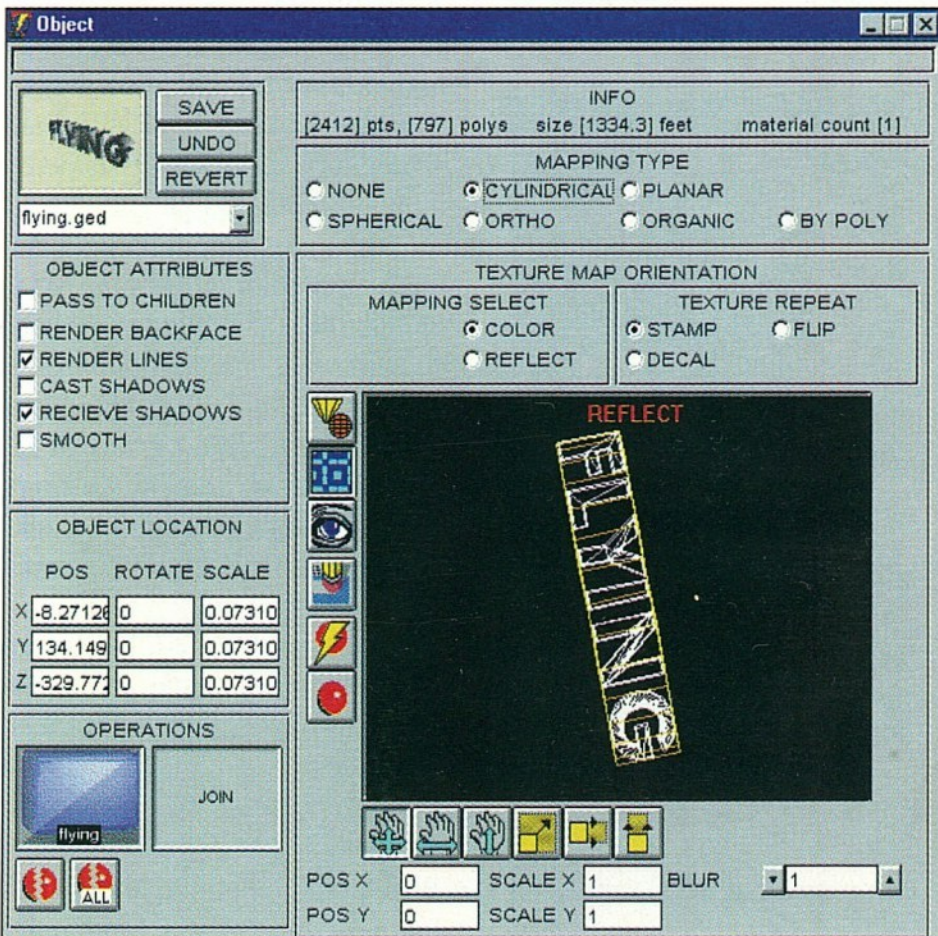 Object
FLYING
SAVE
UNDO
REVERT
flying.ged
INFO
[2412] pts, [797] polys size [1334.3] feet material count [1]
MAPPING TYPE
NONE CYLINDRICAL PLANAR
SPHERICAL ORTHO ORGANIC BY POLY
OBJECT ATTRIBUTES
PASS TO CHILDREN
RENDER BACKFACE
RENDER LINES
CAST SHADOWS
RECIEVE SHADOWS
SMOOTH
TEXTURE MAP ORIENTATION
MAPPING SELECT
COLOR
REFLECT
TEXTURE REPEAT
STAMP FLIP
DECAL
REFLECT
FLYING
OBJECT LOCATION
POS ROTATE SCALE
X -8.27126 0 0.07310
Y 134.149 0 0.07310
Z -329.772 0 0.07310
OPERATIONS
flying
JOIN
ALL
POS X 0 SCALE X 1 BLUR 1
POS Y 0 SCALE Y 1